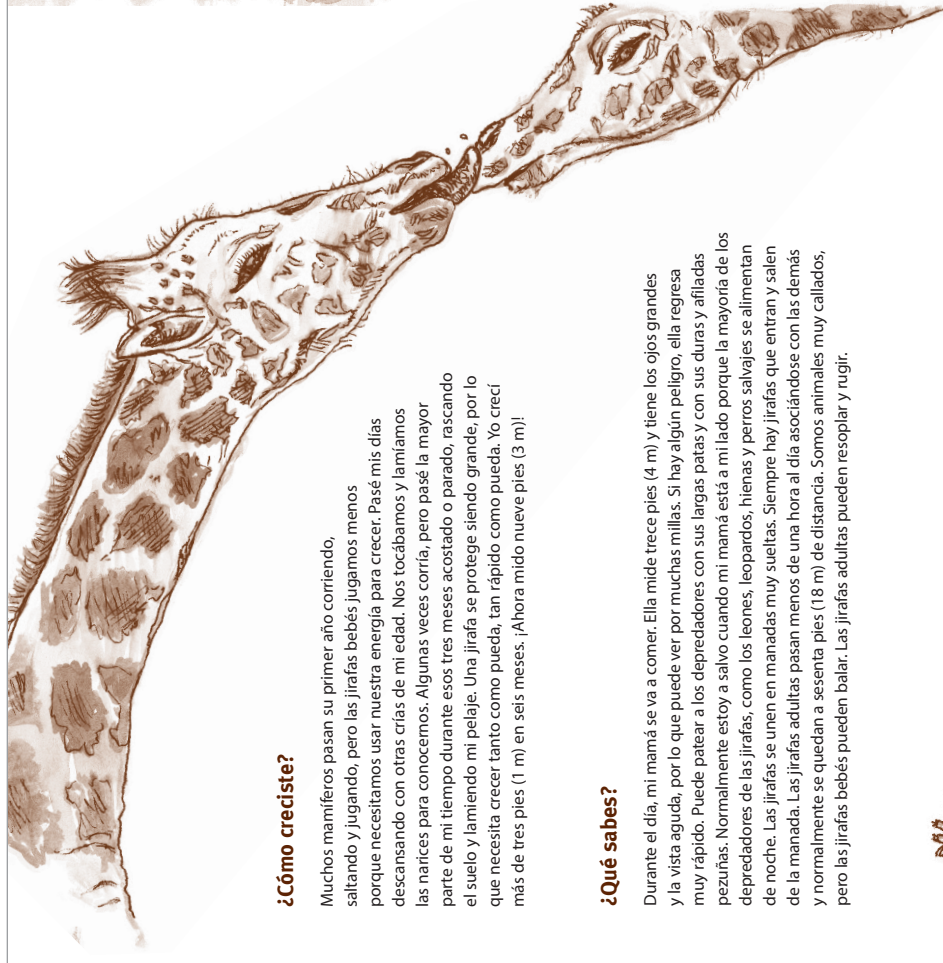 ¿Cómo creciste?
Muchos mamíferos pasan su primer año corriendo,
saltando y jugando, pero las jirafas bebés jugamos menos
porque necesitamos usar nuestra energía para crecer. Pasé mis días
descansando con otras crías de mi edad. Nos tocábamos y lamíamos
las narices para conocernos. Algunas veces corría, pero pasé la mayor
parte de mi tiempo durante esos tres meses acostado o parado, rascando
el suelo y lamiendo mi pelaje. Una jirafa se protege siendo grande, por lo
que necesita crecer tanto como pueda, tan rápido como pueda. Yo crecí
más de tres pies (1 m) en seis meses. ¡Ahora mido nueve pies (3 m)!
¿Qué sabes?
Durante el día, mi mamá se va a comer. Ella mide trece pies (4 m) y tiene los ojos grandes
y la vista aguda, por lo que puede ver por muchas millas. Si hay algún peligro, ella regresa
muy rápido. Puede patear a los depredadores con sus largas patas y con sus duras y afiladas
pezuñas. Normalmente estoy a salvo cuando mi mamá está a mi lado porque la mayoría de los
depredadores de las jirafas, como los leones, leopardos, hienas y perros salvajes se alimentan
de noche. Las jirafas se unen en manadas muy sueltas. Siempre hay jirafas que entran y salen
de la manada. Las jirafas adultas pasan menos de una hora al día asociándose con las demás
y normalmente se quedan a sesenta pies (18 m) de distancia. Somos animales muy callados,
pero las jirafas bebés pueden balar. Las jirafas adultas pueden resoplar y rugir.